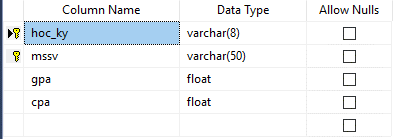 Column Name Data Type Allow Nulls
hoc_ky varchar(8)
mssv varchar(50)
gpa float
cpa float